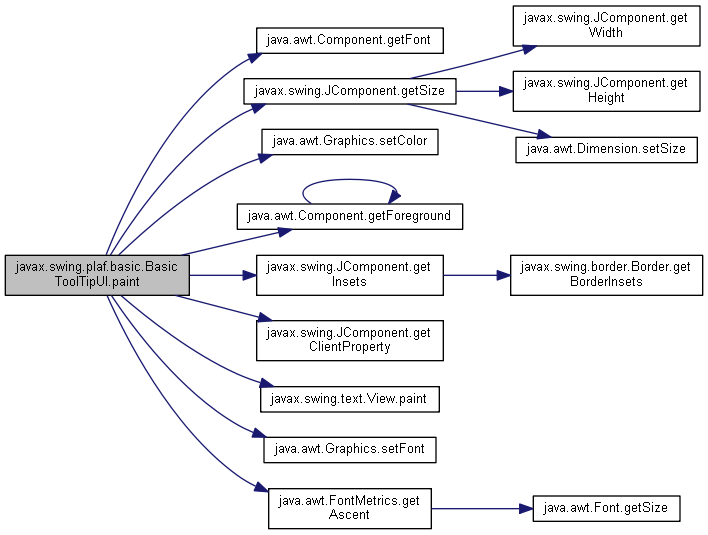 java.awt.Component.getFont
javax.swing.JComponent.get
Width
javax.swing.JComponent.getSize
javax.swing.JComponent.get
Height
java.awt.Graphics.setColor
java.awt.Dimension.setSize
java.awt.Component.getForeground
javax.swing.plaf.basic.Basic
ToolTipUI.paint
javax.swing.JComponent.get
Insets
javax.swing.border.Border.get
BorderInsets
javax.swing.JComponent.get
ClientProperty
javax.swing.text.View.paint
java.awt.Graphics.setFont
java.awt.FontMetrics.get
Ascent
java.awt.Font.getSize